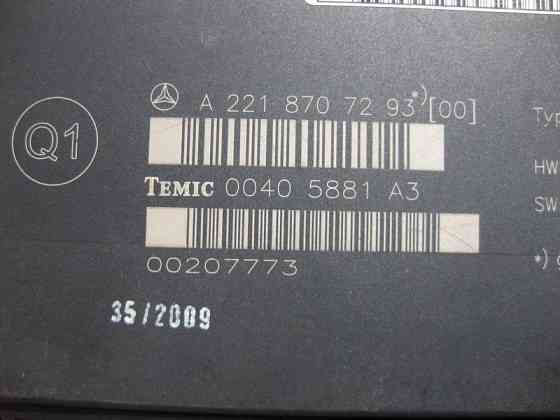 A 221 870 72 93*)[00]
Q1
TEMIC 0040 5881 A3
00207773
35/2009
Typ
HW
SW
*)